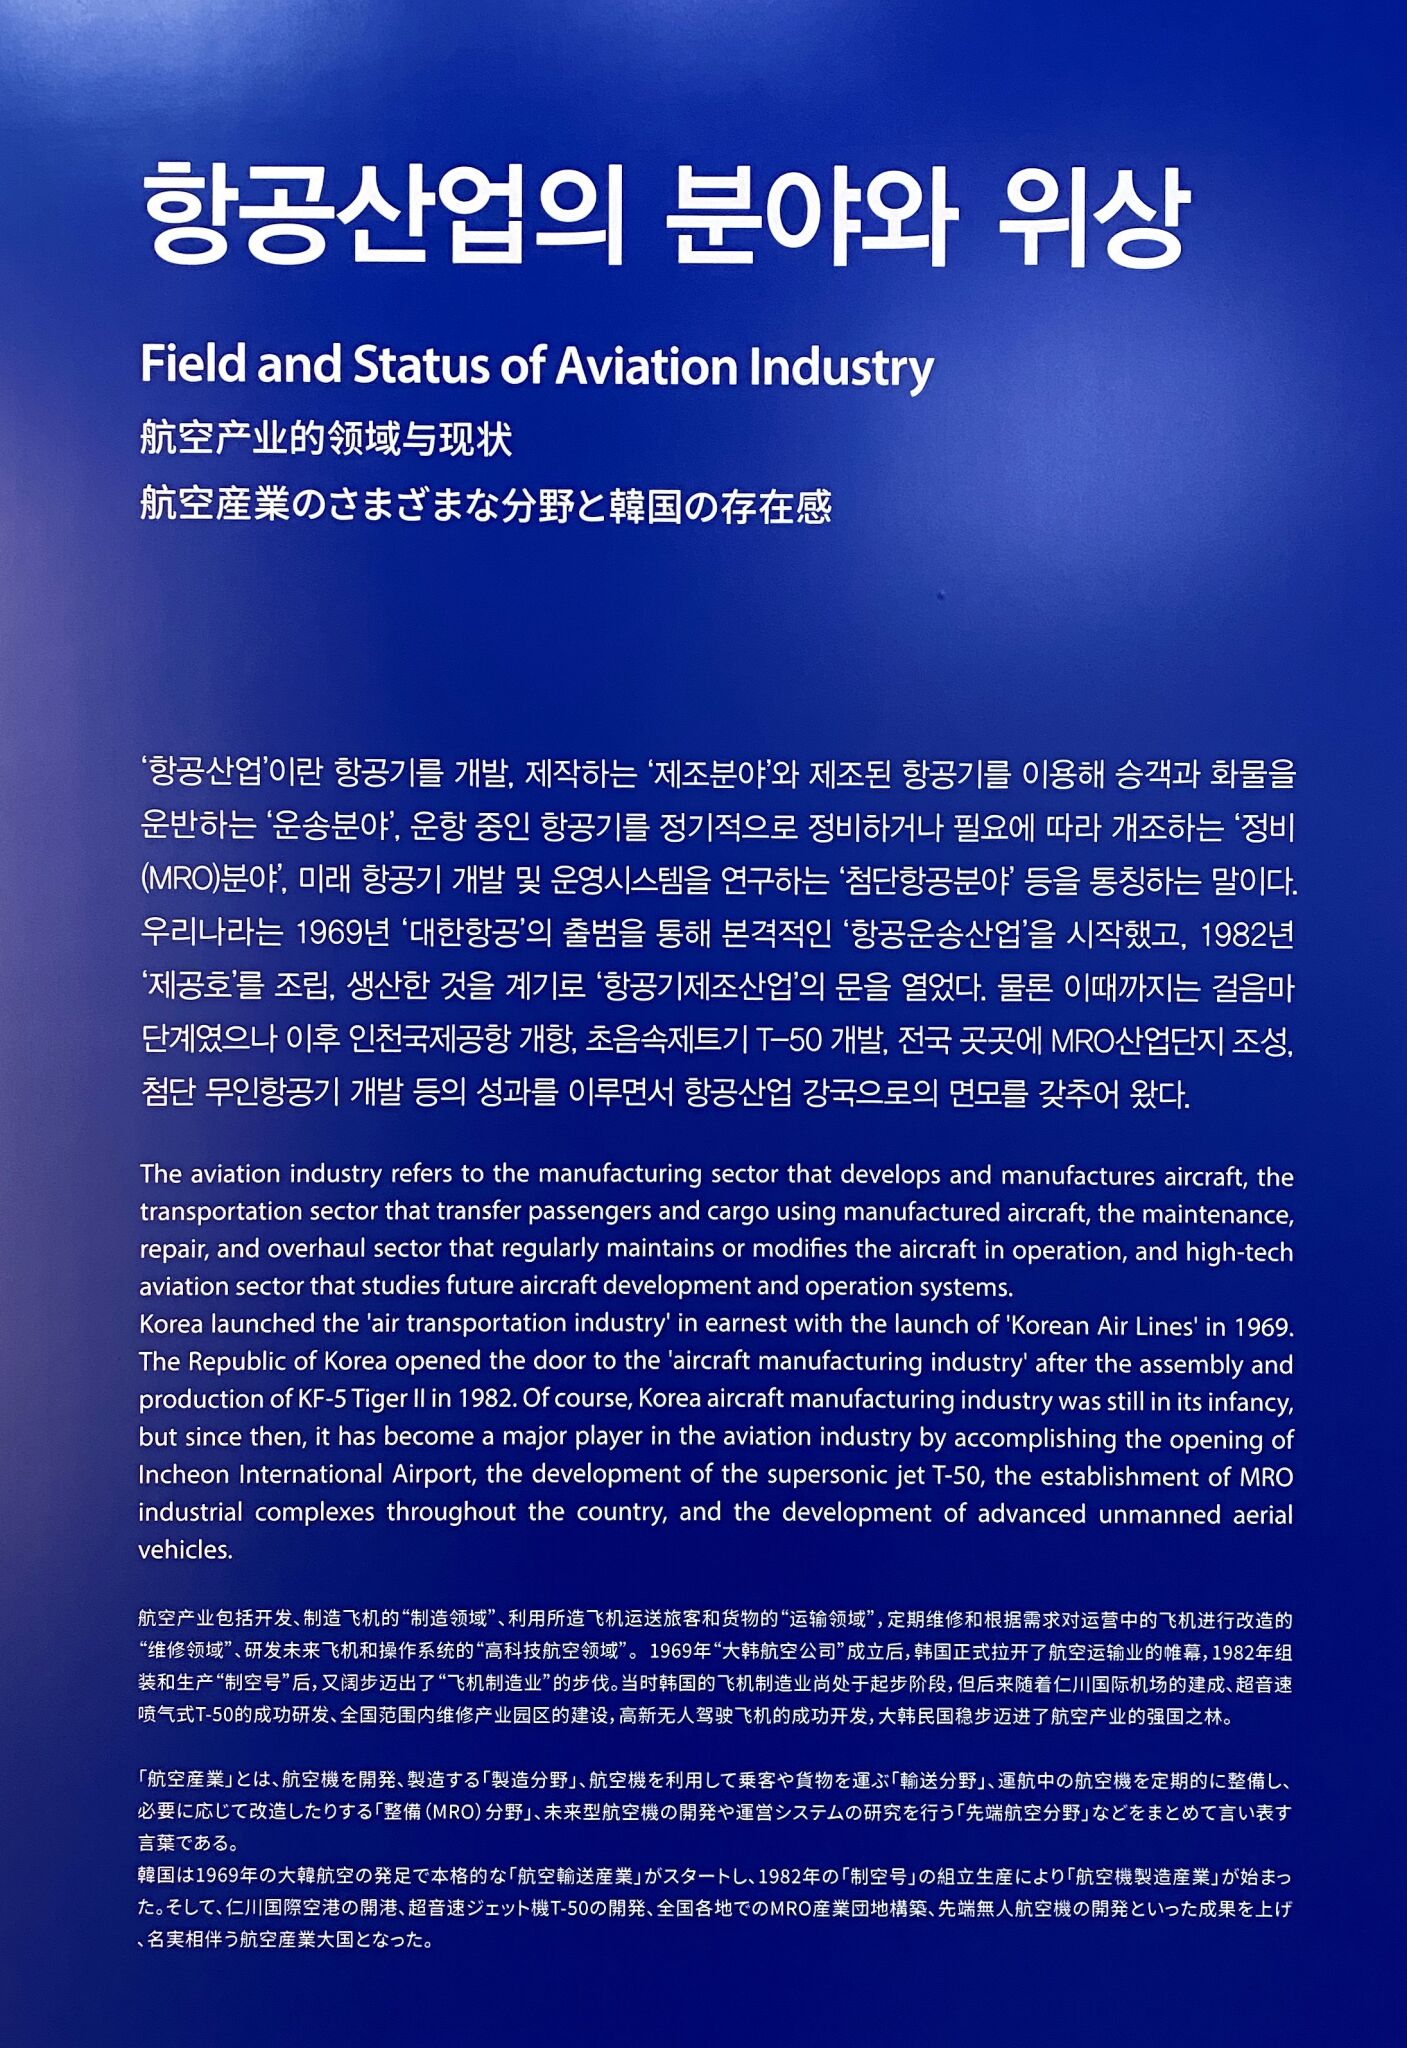 항공산업의 분야와 위상
Field and Status of Aviation Industry
航空产业的领域与现状
航空産業のさまざまな分野と韓国の存在感
‘항공산업’이란 항공기를 개발, 제작하는 ‘제조분야’와 제조된 항공기를 이용해 승객과 화물을
운반하는 ‘운송분야’, 운항 중인 항공기를 정기적으로 정비하거나 필요에 따라 개조하는 ‘정비
(MRO)분야’, 미래 항공기 개발 및 운영시스템을 연구하는 ‘첨단항공분야’ 등을 통칭하는 말이다.
우리나라는 1969년 ‘대한항공’의 출범을 통해 본격적인 ‘항공운송산업’을 시작했고, 1982년
‘제공호’를 조립, 생산한 것을 계기로 ‘항공기제조산업’의 문을 열었다. 물론 이때까지는 걸음마
단계였으나 이후 인천국제공항 개항, 초음속제트기 T-50 개발, 전국 곳곳에 MRO산업단지 조성,
첨단 무인항공기 개발 등의 성과를 이루면서 항공산업 강국으로의 면모를 갖추어 왔다.
The aviation industry refers to the manufacturing sector that develops and manufactures aircraft, the
transportation sector that transfer passengers and cargo using manufactured aircraft, the maintenance,
repair, and overhaul sector that regularly maintains or modifies the aircraft in operation, and high-tech
aviation sector that studies future aircraft development and operation systems.
Korea launched the 'air transportation industry' in earnest with the launch of 'Korean Air Lines' in 1969.
The Republic of Korea opened the door to the 'aircraft manufacturing industry' after the assembly and
production of KF-5 Tiger II in 1982. Of course, Korea aircraft manufacturing industry was still in its infancy,
but since then, it has become a major player in the aviation industry by accomplishing the opening of
Incheon International Airport, the development of the supersonic jet T-50, the establishment of MRO
industrial complexes throughout the country, and the development of advanced unmanned aerial
vehicles.
航空产业包括开发、制造飞机的“制造领域”、利用所造飞机运送旅客和货物的“运输领域”，定期维修和根据需求对运营中的飞机进行改造的
“维修领域”、研发未来飞机和操作系统的“高科技航空领域”。1969年“大韩航空公司”成立后，韩国正式拉开了航空运输业的帷幕，1982年组
装和生产“制空号”后，又阔步迈出了“飞机制造业”的步伐。当时韩国的飞机制造业尚处于起步阶段，但后来随着仁川国际机场的建成、超音速
喷气式T-50的成功研发、全国范围内维修产业园区的建设，高新无人驾驶飞机的成功开发，大韩民国稳步迈进了航空产业的强国之林。
「航空産業」とは、航空機を開発、製造する「製造分野」、航空機を利用して乗客や貨物を運ぶ「輸送分野」、運航中の航空機を定期的に整備し、
必要に応じて改造したりする「整備（MRO）分野」、未来型航空機の開発や運営システムの研究を行う「先端航空分野」などをまとめて言い表す
言葉である。
韓国は1969年の大韓航空の発足で本格的な「航空輸送産業」がスタートし、1982年の「制空号」の組立生産により「航空機製造産業」が始まっ
た。そして、仁川国際空港の開港、超音速ジェット機T-50の開発、全国各地でのMRO産業団地構築、先端無人航空機の開発といった成果を上げ
、名実相伴う航空産業大国となった。